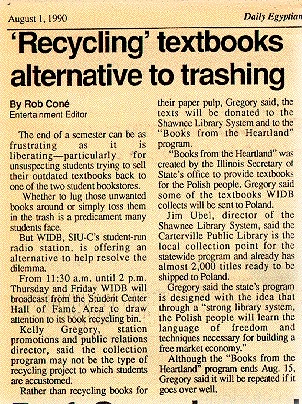 August 1, 1990
Daily Egyptian
'Recycling' textbooks
alternative to trashing
By Rob Coné
Entertainment Editor
The end of a semester can be as
frustrating as it is
liberating—particularly for
unsuspecting students trying to sell
their outdated textbooks back to
one of the two student bookstores.
Whether to lug those unwanted
books around or simply toss them
in the trash is a predicament many
students face.
But WIDB, SIU-C's student-run
radio station, is offering an
alternative to help resolve the
dilemma.
From 11:30 a.m. until 2 p.m.
Thursday and Friday WIDB will
broadcast from the Student Center
Hall of Fame Area to draw
attention to its book recycling bin.
Kelly Gregory, station
promotions and public relations
director, said the collection
program may not be the type of
recycling project to which students
are accustomed.
Rather than recycling books for
their paper pulp, Gregory said, the
texts will be donated to the
Shawnee Library System and to the
"Books from the Heartland"
program.
"Books from the Heartland" was
created by the Illinois Secretary of
State's office to provide textbooks
for the Polish people. Gregory said
some of the textbooks WIDB
collects will be sent to Poland.
Jim Ubel, director of the
Shawnee Library System, said the
Carterville Public Library is the
local collection point for the
statewide program and already has
almost 2,000 titles ready to be
shipped to Poland.
Gregory said the state's program
is designed with the idea that
through a "strong library system,
the Polish people will learn the
language of freedom and
techniques necessary for building a
free market economy."
Although the "Books from the
Heartland" program ends Aug. 15,
Gregory said it will be repeated if it
goes over well.